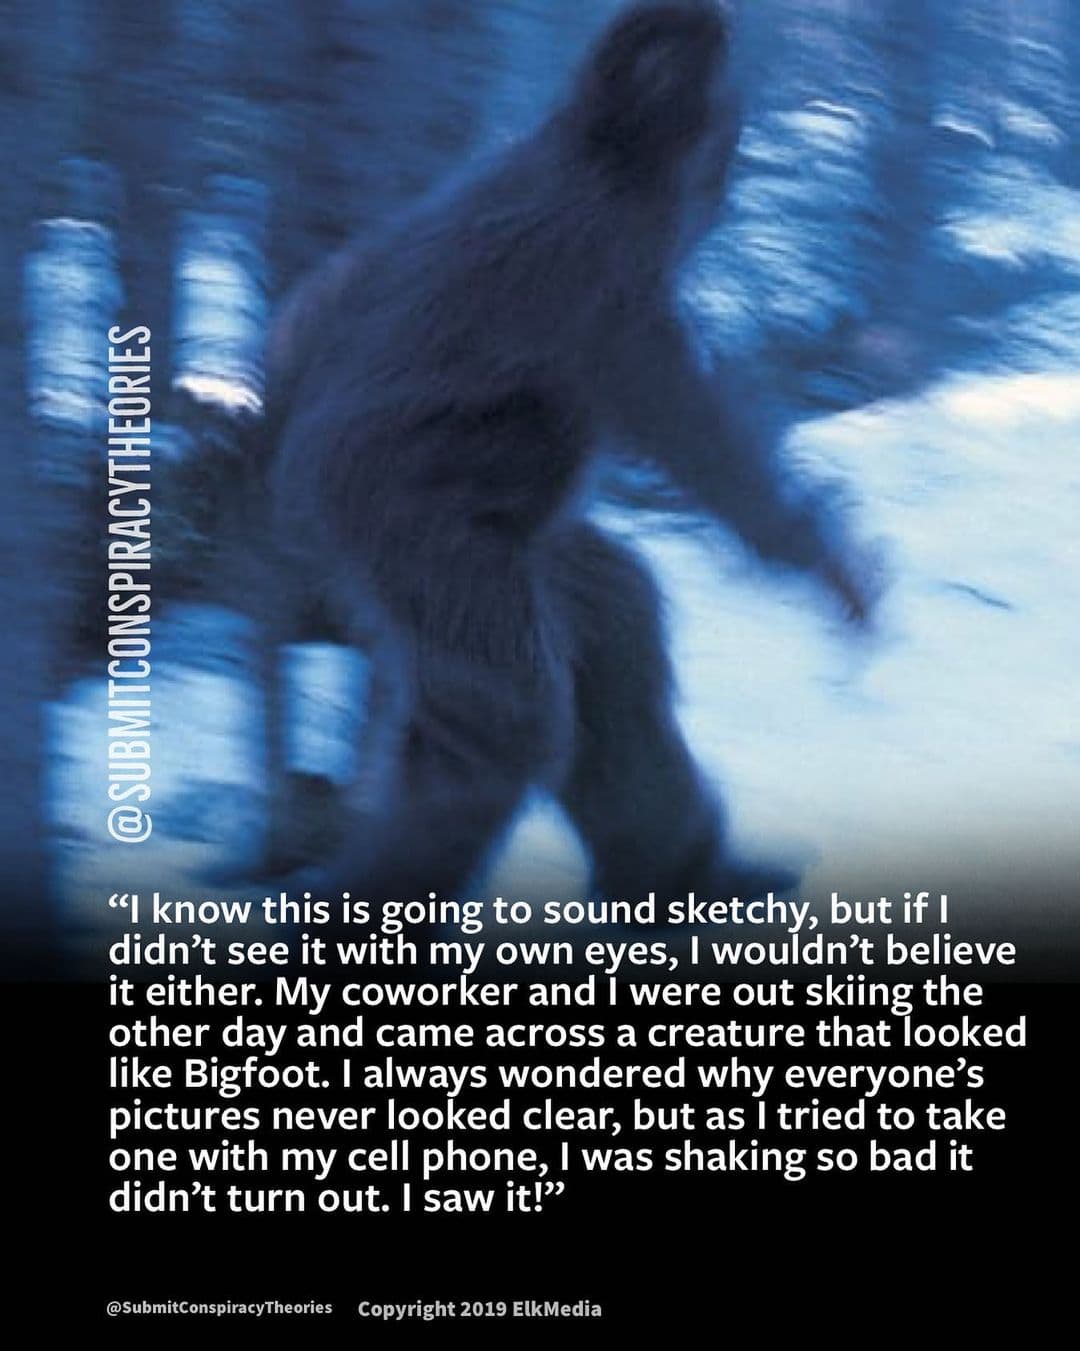 @SUBMITCONSPIRACYTHEORIES
“I know this is going to sound sketchy, but if I
didn’t see it with my own eyes, I wouldn’t believe
it either. My coworker and I were out skiing the
other day and came across a creature that looked
like Bigfoot. I always wondered why everyone’s
pictures never looked clear, but as I tried to take
one with my cell phone, I was shaking so bad it
didn’t turn out. I saw it!”
@SubmitConspiracyTheories Copyright 2019 ElkMedia